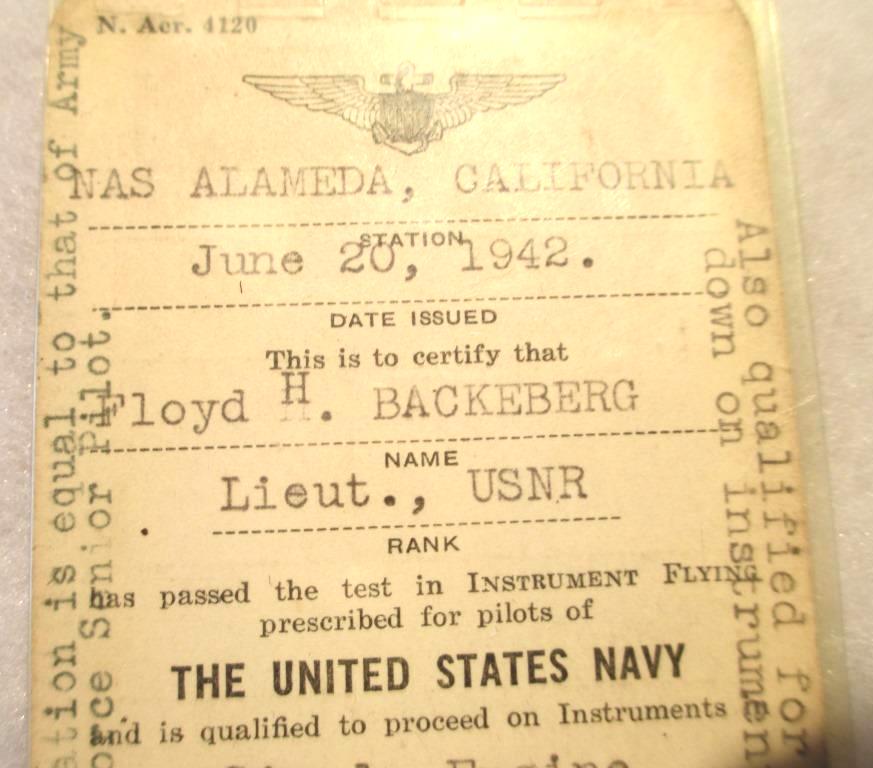 N. Aer. 4120
NAS ALAMEDA, CALIFORNIA
STATION
June 20, 1942.
DATE ISSUED
This is to certify that
Floyd H. BACKEBERG
NAME
Lieut., USNR
RANK
has passed the test in INSTRUMENT FLYING
prescribed for pilots of
THE UNITED STATES NAVY
and is qualified to proceed on Instruments
ation is equal to that of Army
orce Senior Pilot.
Also qualified for
down on instrumen